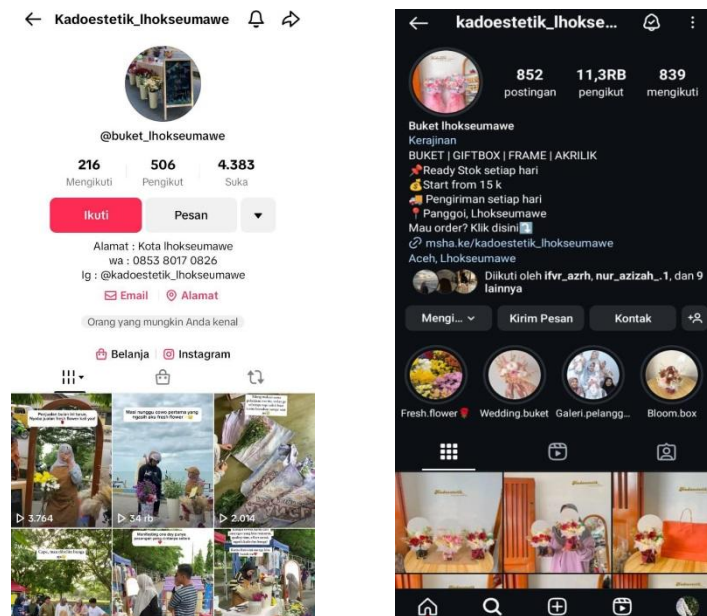 Kadoestetik_lhokseumawe
@buket_lhokseumawe
216 506 4.383
Mengikuti Pengikut Suka
Ikuti Pesan
Alamat : Kota lhokseumawe
wa : 0853 8017 0826
Ig : @kadoestetik_lhokseumawe
Email Alamat
Orang yang mungkin Anda kenal
Belanja Instagram
3.764 34 rb 2.014
kadoestetik_lhokse...
852 11,3RB 839
postingan pengikut mengikuti
Buket lhokseumawe
Kerajinan
BUKET | GIFTBOX | FRAME | AKRILIK
📌Ready Stok setiap hari
💰Start from 15 k
🚚 Pengiriman setiap hari
📍 Panggoi, Lhokseumawe
Mau order? Klik disini⤵️
msha.ke/kadoestetik_lhokseumawe
Aceh, Lhokseumawe
Diikuti oleh ifvr_azrh, nur_azizah_.1, dan 9
lainnya
Mengi... Kirim Pesan Kontak
Fresh.flower🌹 Wedding.buket Galeri.pelangg... Bloom.box